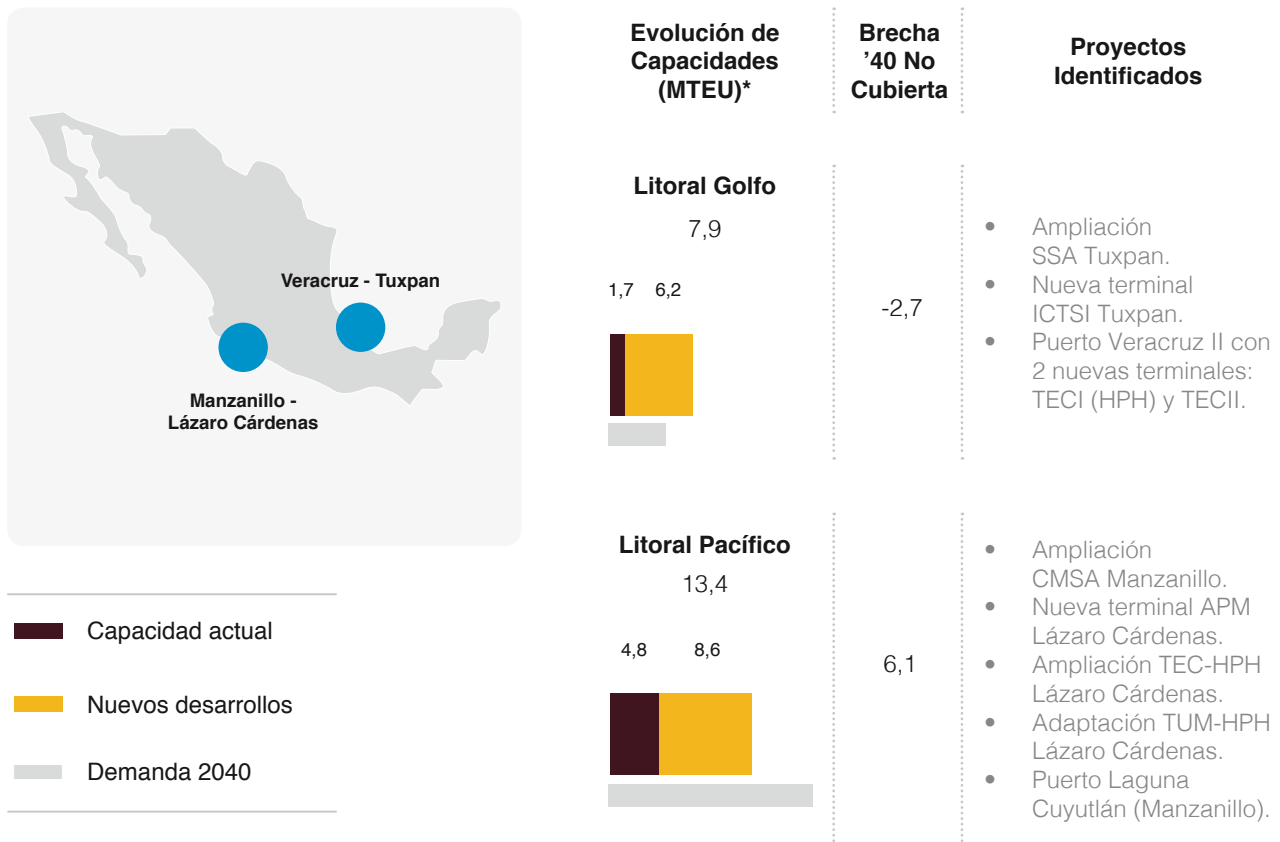 Veracruz - Tuxpan
Manzanillo -
Lázaro Cárdenas
Capacidad actual
Nuevos desarrollos
Demanda 2040
Evolución de
Capacidades
(MTEU)*
Brecha
’40 No
Cubierta
Proyectos
Identificados
Litoral Golfo
7,9
1,7 6,2
-2,7
• Ampliación
SSA Tuxpan.
• Nueva terminal
ICTSI Tuxpan.
• Puerto Veracruz II con
2 nuevas terminales:
TECI (HPH) y TECII.
Litoral Pacífico
13,4
4,8 8,6
6,1
• Ampliación
CMSA Manzanillo.
• Nueva terminal APM
Lázaro Cárdenas.
• Ampliación TEC-HPH
Lázaro Cárdenas.
• Adaptación TUM-HPH
Lázaro Cárdenas.
• Puerto Laguna
Cuyutlán (Manzanillo).